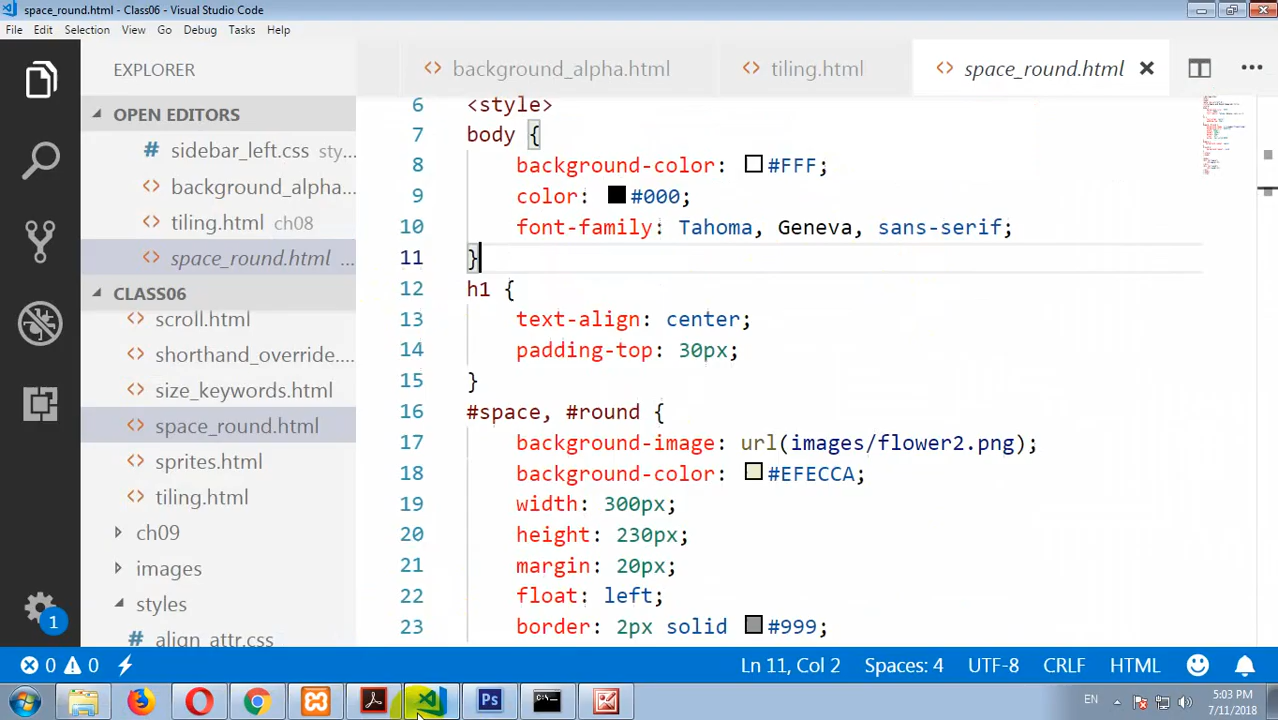 space_round.html - Class06 - Visual Studio Code
File Edit Selection View Go Debug Tasks Help
EXPLORER
OPEN EDITORS
# sidebar_left.css sty...
<> background_alpha...
<> tiling.html ch08
<> space_round.html ...
CLASS06
<> scroll.html
<> shorthand_override....
<> size_keywords.html
<> space_round.html
<> sprites.html
<> tiling.html
ch09
images
styles
# align_attr.css
1
<> background_alpha.html <> tiling.html <> space_round.html
6 <style>
7 body {
8 background-color: #FFF;
9 color: #000;
10 font-family: Tahoma, Geneva, sans-serif;
11 }
12 h1 {
13 text-align: center;
14 padding-top: 30px;
15 }
16 #space, #round {
17 background-image: url(images/flower2.png);
18 background-color: #EFECCA;
19 width: 300px;
20 height: 230px;
21 margin: 20px;
22 float: left;
23 border: 2px solid #999;
0 0 Ln 11, Col 2 Spaces: 4 UTF-8 CRLF HTML
Ps
EN
5:03 PM
7/11/2018